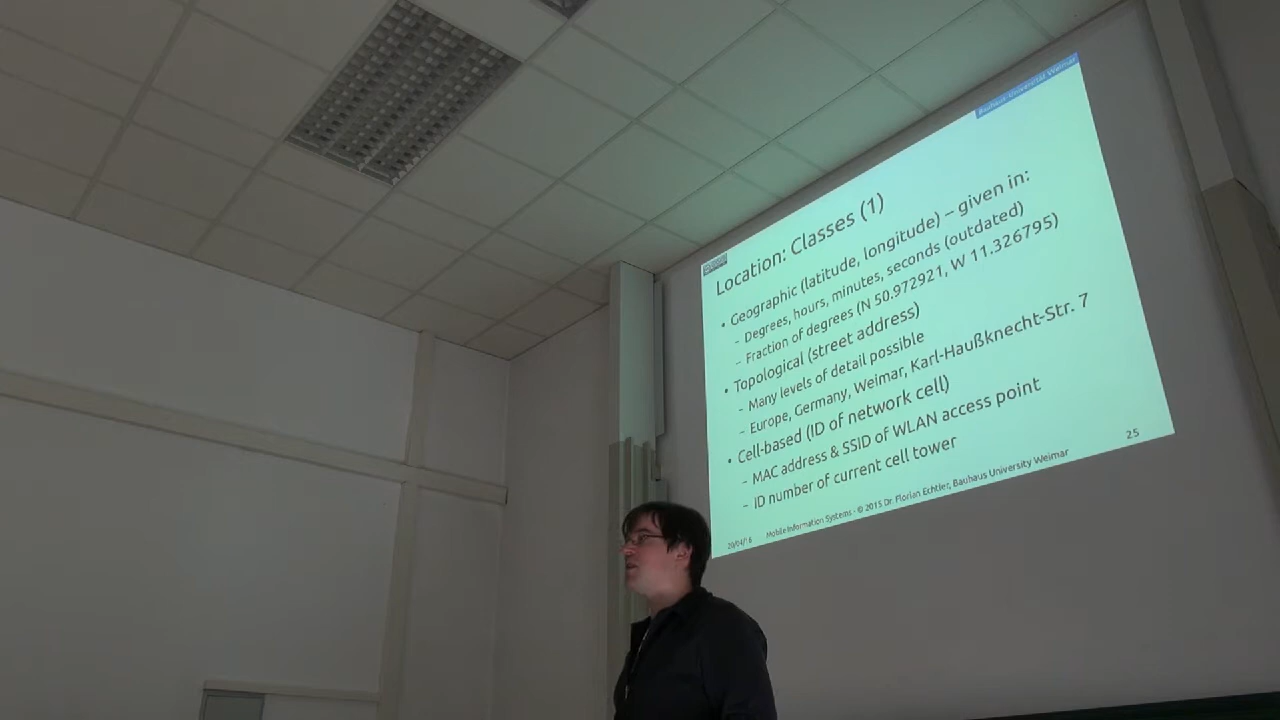 Bauhaus-Universität Weimar
Location: Classes (1)
• Geographic (latitude, longitude) – given in:
– Degrees, hours, minutes, seconds (outdated)
– Fraction of degrees (N 50.972921, W 11.326795)
• Topological (street address)
– Many levels of detail possible
– Europe, Germany, Weimar, Karl-Haußknecht-Str. 7
• Cell-based (ID of network cell)
– MAC address & SSID of WLAN access point
– ID number of current cell tower
25
20/04/16 Mobile Information Systems - © 2015 Dr. Florian Echtler, Bauhaus University Weimar